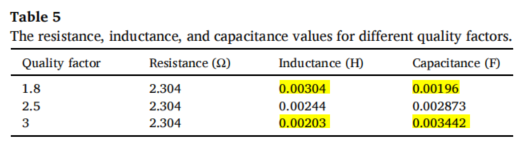 Table 5
The resistance, inductance, and capacitance values for different quality factors.
Quality factor Resistance (Ω) Inductance (H) Capacitance (F)
1.8 2.304 0.00304 0.00196
2.5 2.304 0.00244 0.002873
3 2.304 0.00203 0.003442